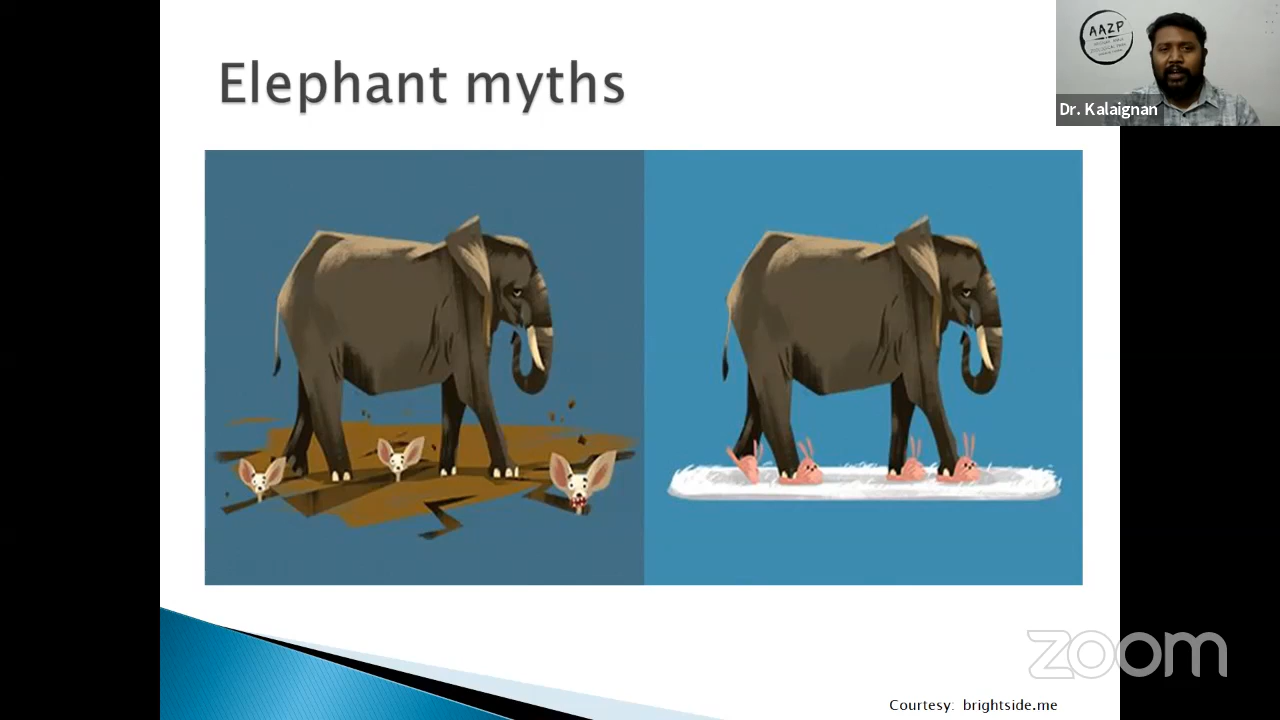 Elephant myths
AAZP
Dr. Kalaignan
zoom
Courtesy: brightside.me